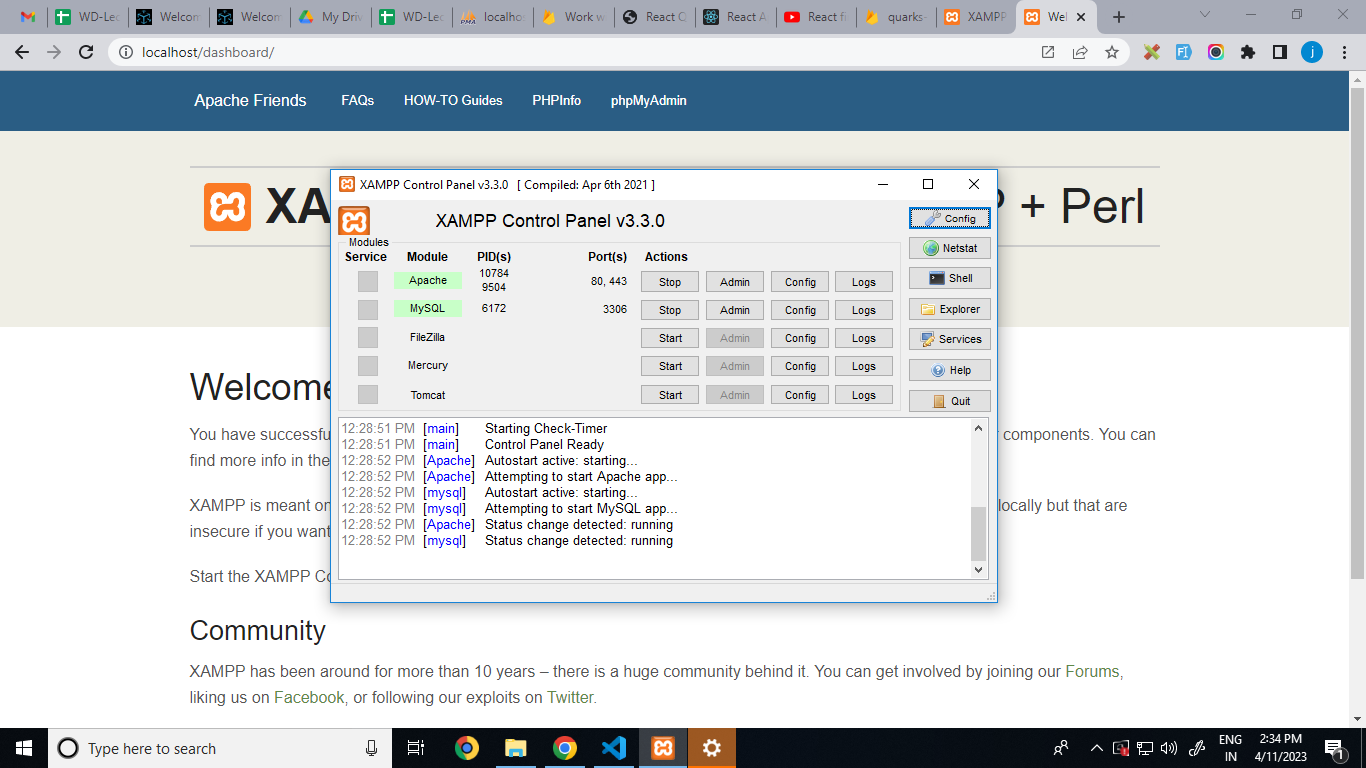 WD-Lec
Welcom
Welcom
My Driv
WD-Lec
localhos
Work w
React C
React A
React fi
quarks-
XAMPP
Wel
localhost/dashboard/
j
Apache Friends FAQs HOW-TO Guides PHPInfo phpMyAdmin
XA
P + Perl
XAMPP Control Panel v3.3.0 [ Compiled: Apr 6th 2021 ]
XAMPP Control Panel v3.3.0
Config
Modules
Service Module PID(s) Port(s) Actions
Netstat
Apache 10784 9504 80, 443 Stop Admin Config Logs
Shell
MySQL 6172 3306 Stop Admin Config Logs
Explorer
FileZilla Start Admin Config Logs
Services
Mercury Start Admin Config Logs
Help
Tomcat Start Admin Config Logs
Quit
12:28:51 PM [main] Starting Check-Timer
12:28:51 PM [main] Control Panel Ready
12:28:52 PM [Apache] Autostart active: starting...
12:28:52 PM [Apache] Attempting to start Apache app...
12:28:52 PM [mysql] Autostart active: starting...
12:28:52 PM [mysql] Attempting to start MySQL app...
12:28:52 PM [Apache] Status change detected: running
12:28:52 PM [mysql] Status change detected: running
Welcome
You have successfu
components. You can
find more info in the
XAMPP is meant on
locally but that are
insecure if you want
Start the XAMPP Co
Community
XAMPP has been around for more than 10 years – there is a huge community behind it. You can get involved by joining our Forums,
liking us on Facebook, or following our exploits on Twitter.
Type here to search
ENG
IN
2:34 PM
4/11/2023
1